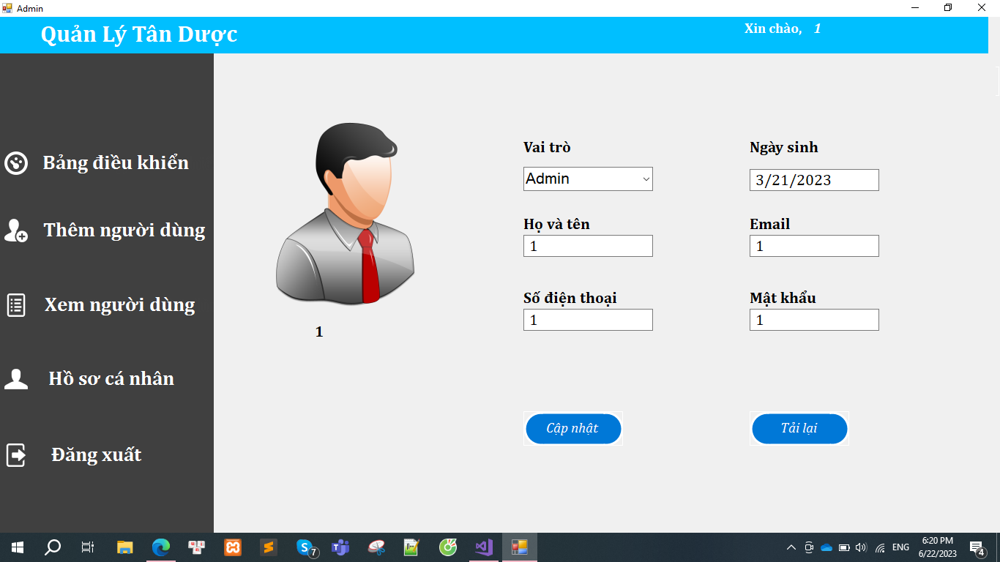 Admin
Quản Lý Tân Dược
Xin chào, 1
Bảng điều khiển
Thêm người dùng
Xem người dùng
Hồ sơ cá nhân
Đăng xuất
1
Vai trò
Admin
Ngày sinh
3/21/2023
Họ và tên
1
Email
1
Số điện thoại
1
Mật khẩu
1
Cập nhật
Tải lại
7
ENG
6:20 PM
6/22/2023
4